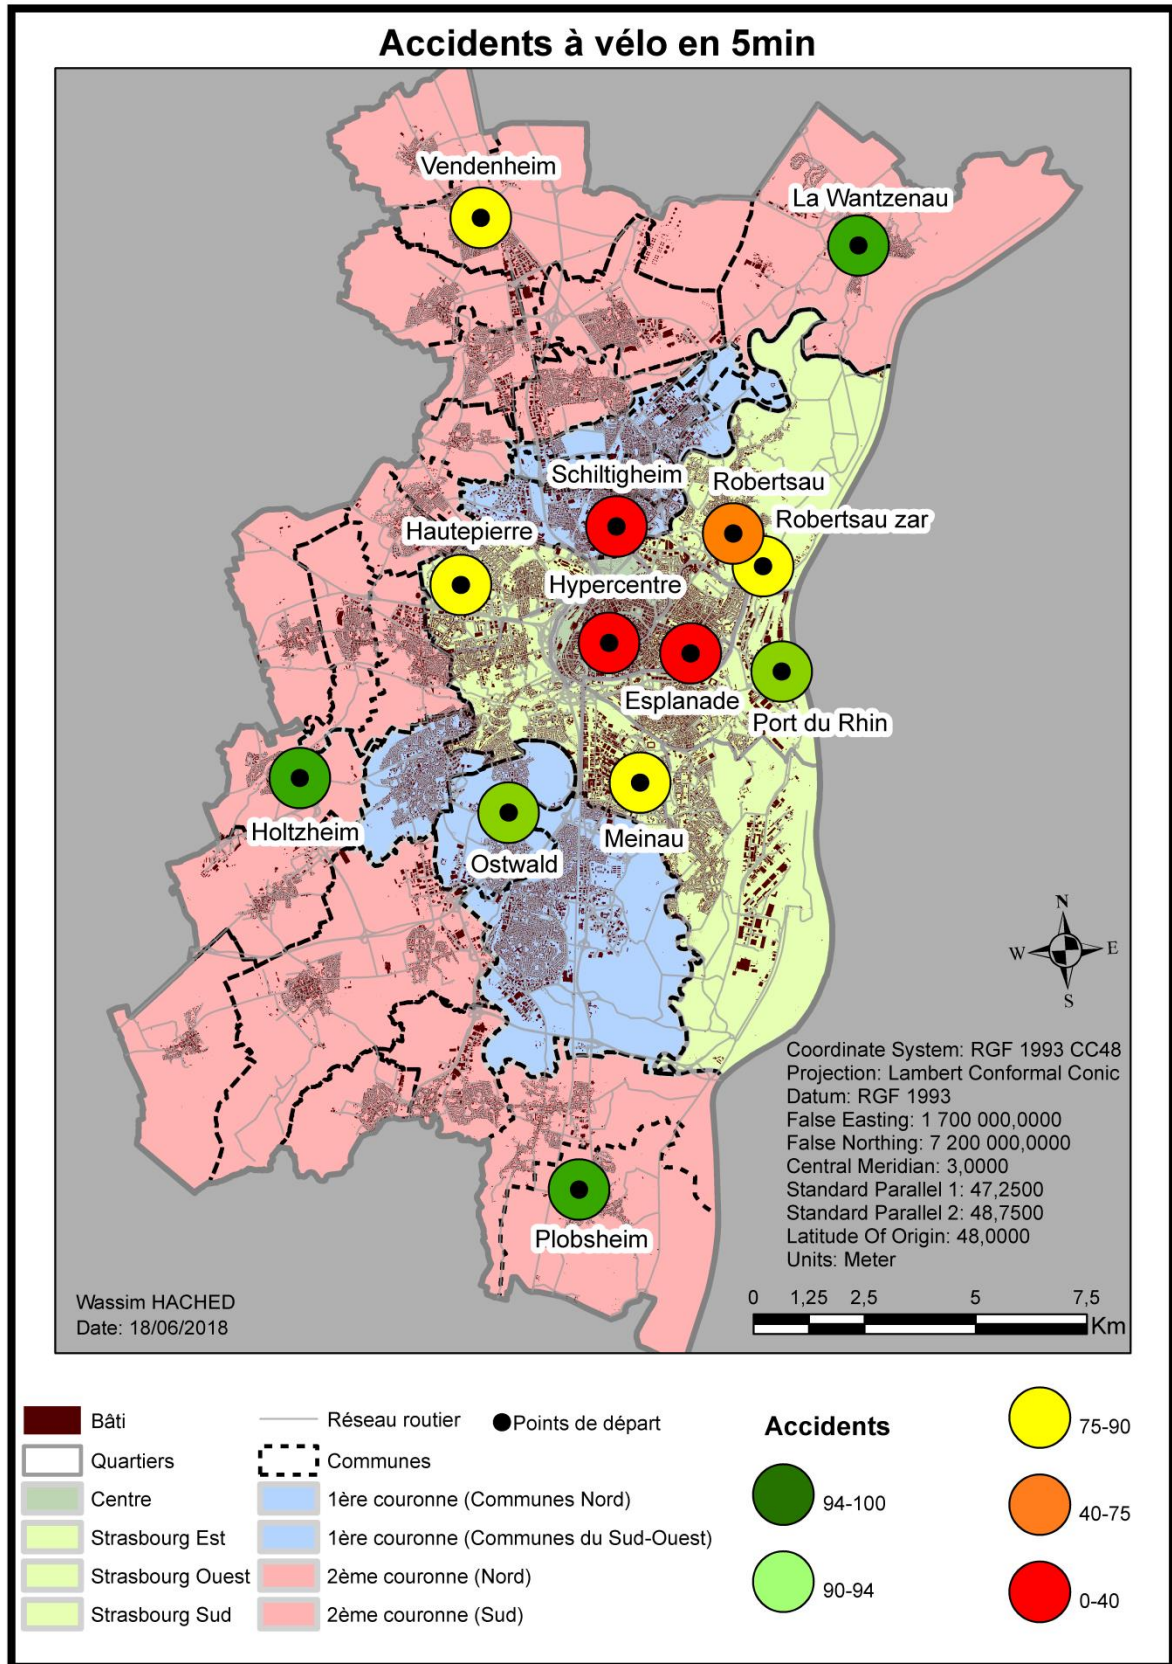 Accidents à vélo en 5min
Vendenheim
La Wantzenau
Schiltigheim
Robertsau
Robertsau zar
Hautepierre
Hypercentre
Esplanade
Port du Rhin
Holtzheim
Ostwald
Meinau
Plobsheim
N
W E
S
Coordinate System: RGF 1993 CC48
Projection: Lambert Conformal Conic
Datum: RGF 1993
False Easting: 1 700 000,0000
False Northing: 7 200 000,0000
Central Meridian: 3,0000
Standard Parallel 1: 47,2500
Standard Parallel 2: 48,7500
Latitude Of Origin: 48,0000
Units: Meter
Wassim HACHED
Date: 18/06/2018
0 1,25 2,5 5 7,5
Km
Bâti
Quartiers
Centre
Strasbourg Est
Strasbourg Ouest
Strasbourg Sud
Réseau routier
Communes
1ère couronne (Communes Nord)
1ère couronne (Communes du Sud-Ouest)
2ème couronne (Nord)
2ème couronne (Sud)
Points de départ
Accidents
94-100
90-94
75-90
40-75
0-40